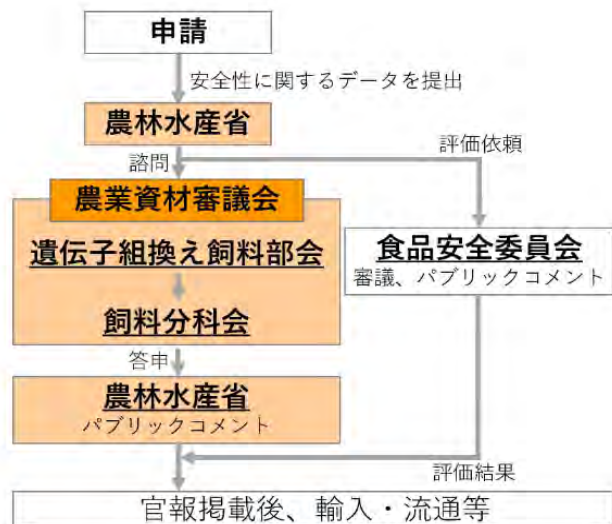 申請
安全性に関するデータを提出
農林水産省
諮問
評価依頼
農業資材審議会
遺伝子組換え飼料部会
飼料分科会
食品安全委員会
審議、パブリックコメント
答申
農林水産省
パブリックコメント
評価結果
官報掲載後、輸入・流通等